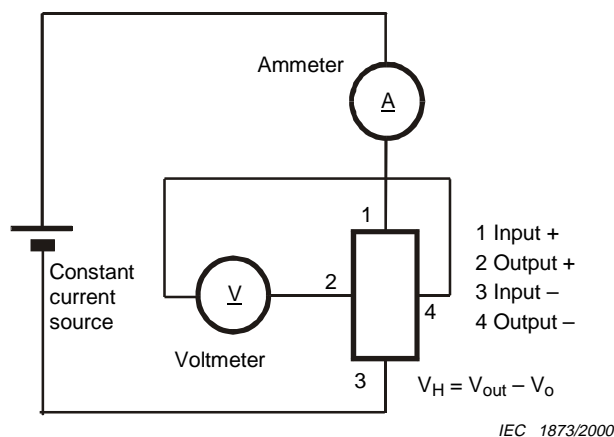 Ammeter
A
1
1 Input +
2 Output +
3 Input –
4 Output –
Constant
current
source
V
2
4
Voltmeter
3
V_H = V_out – V_o
IEC 1873/2000